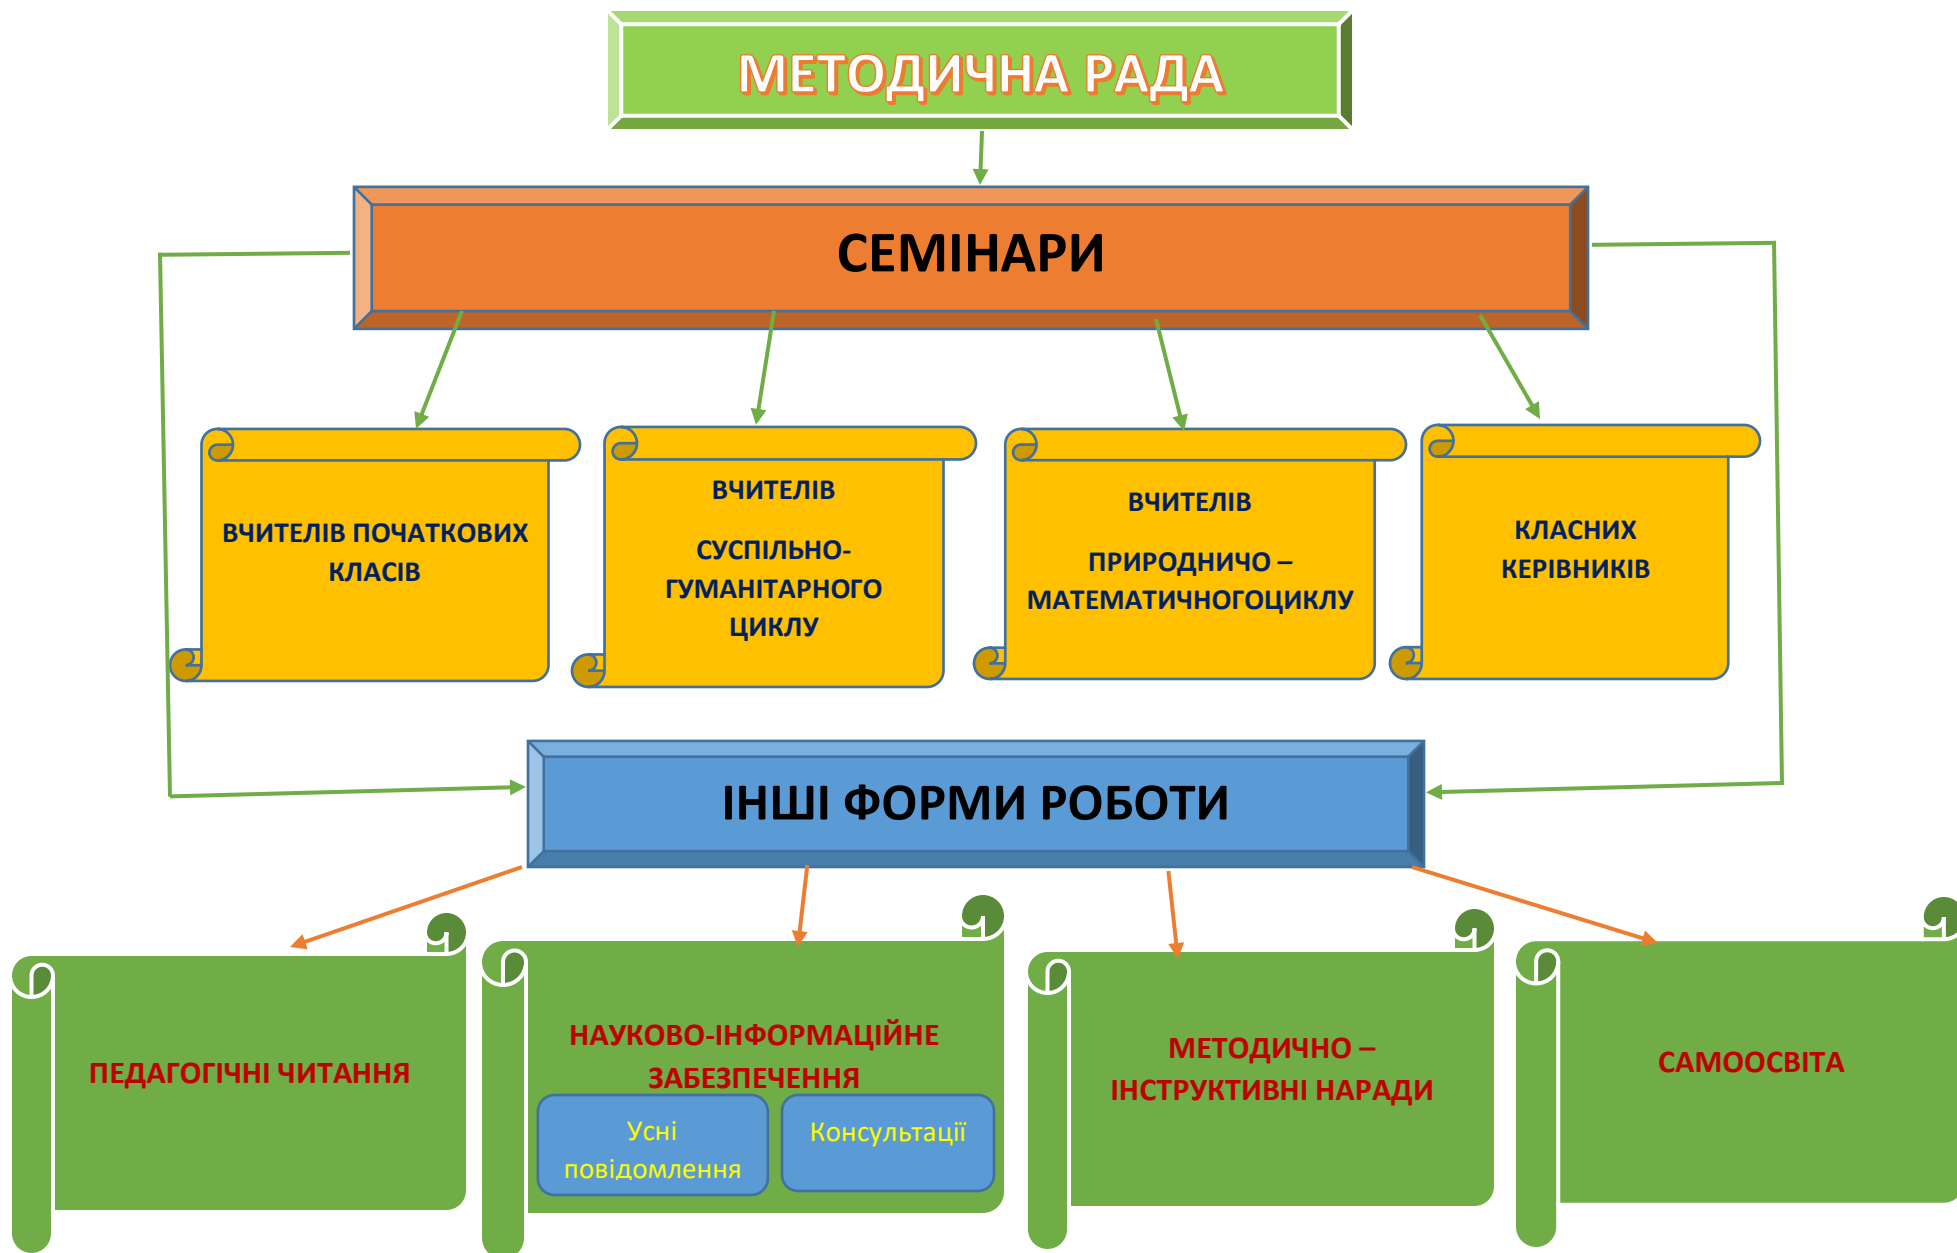 МЕТОДИЧНА РАДА
СЕМІНАРИ
ВЧИТЕЛІВ ПОЧАТКОВИХ
КЛАСІВ
ВЧИТЕЛІВ
СУСПІЛЬНО-
ГУМАНІТАРНОГО
ЦИКЛУ
ВЧИТЕЛІВ
ПРИРОДНИЧО –
МАТЕМАТИЧНОГОЦИКЛУ
КЛАСНИХ
КЕРІВНИКІВ
ІНШІ ФОРМИ РОБОТИ
ПЕДАГОГІЧНІ ЧИТАННЯ
НАУКОВО-ІНФОРМАЦІЙНЕ
ЗАБЕЗПЕЧЕННЯ
Усні
повідомлення
Консультації
МЕТОДИЧНО –
ІНСТРУКТИВНІ НАРАДИ
САМООСВІТА